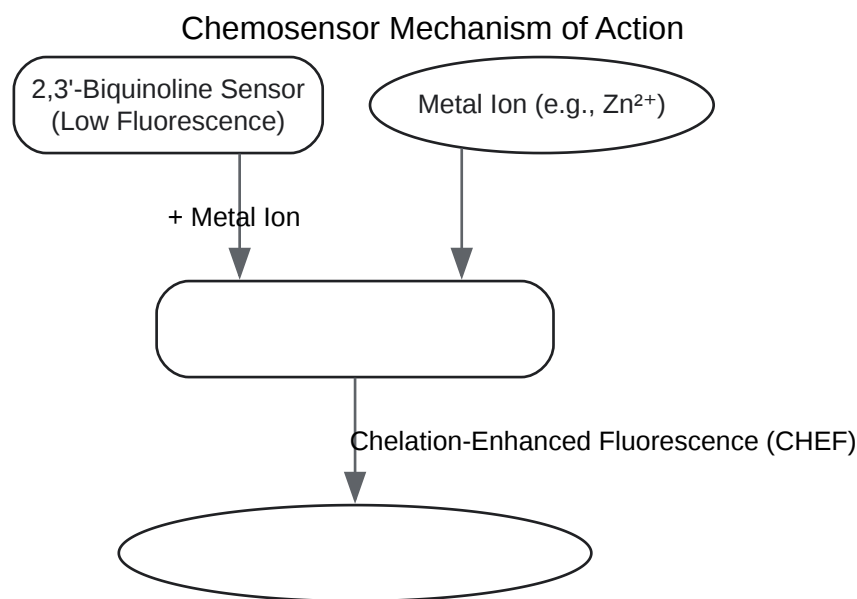 Chemosensor Mechanism of Action
2,3'-Biquinoline Sensor
(Low Fluorescence)
Metal Ion (e.g., Zn²⁺)
+ Metal Ion
Chelation-Enhanced Fluorescence (CHEF)